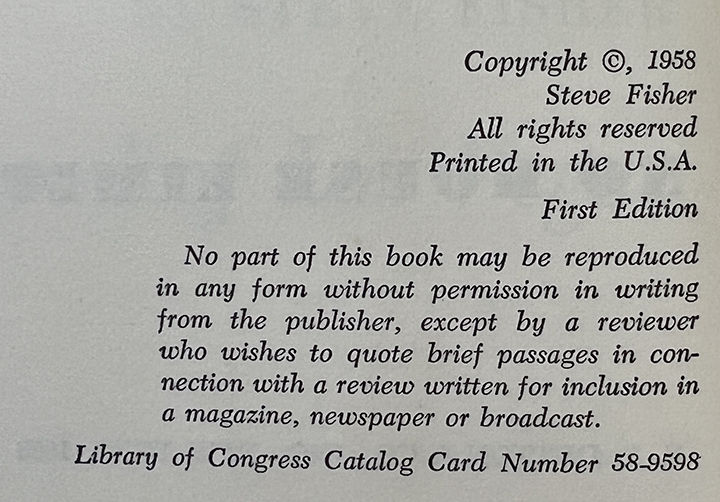 Copyright ©, 1958
Steve Fisher
All rights reserved
Printed in the U.S.A.
First Edition
No part of this book may be reproduced
in any form without permission in writing
from the publisher, except by a reviewer
who wishes to quote brief passages in con-
nection with a review written for inclusion in
a magazine, newspaper or broadcast.
Library of Congress Catalog Card Number 58-9598